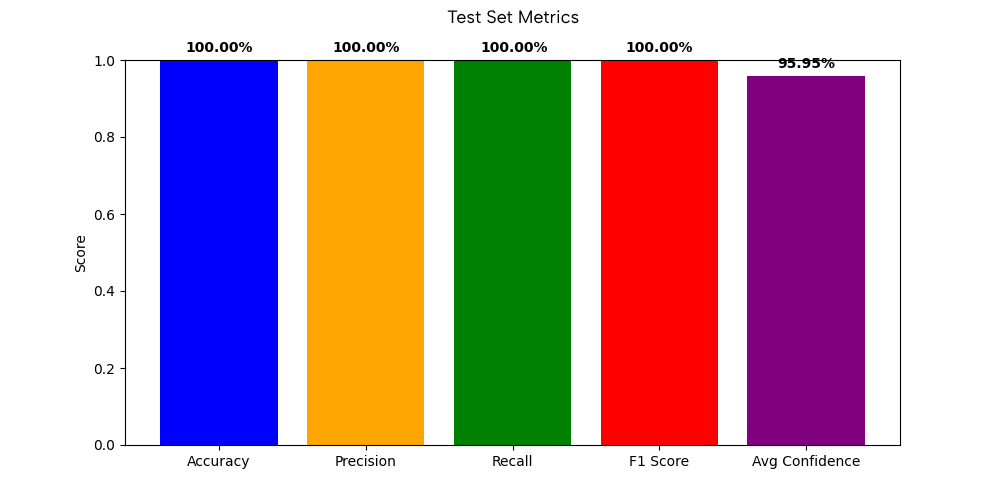 Test Set Metrics
100.00% 100.00% 100.00% 100.00% 95.95%
1.0
0.8
0.6
0.4
0.2
0.0
Score
Accuracy Precision Recall F1 Score Avg Confidence